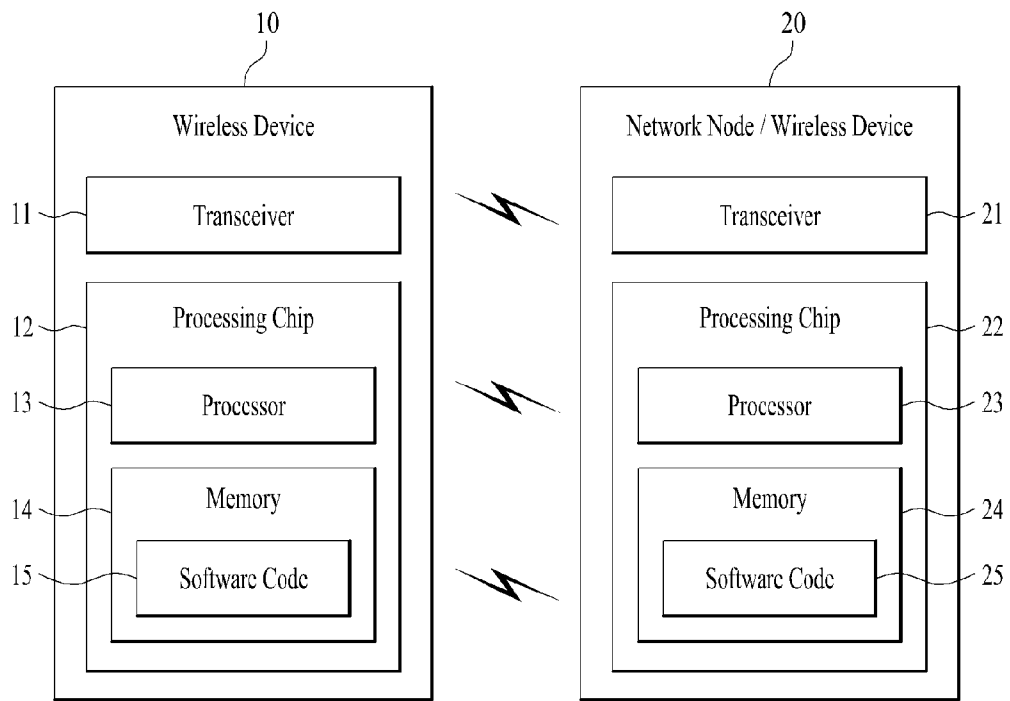 10
20
Wireless Device
Network Node / Wireless Device
11
Transceiver
Transceiver
21
12
Processing Chip
Processing Chip
22
13
Processor
Processor
23
14
Memory
Memory
24
15
Software Code
Software Code
25